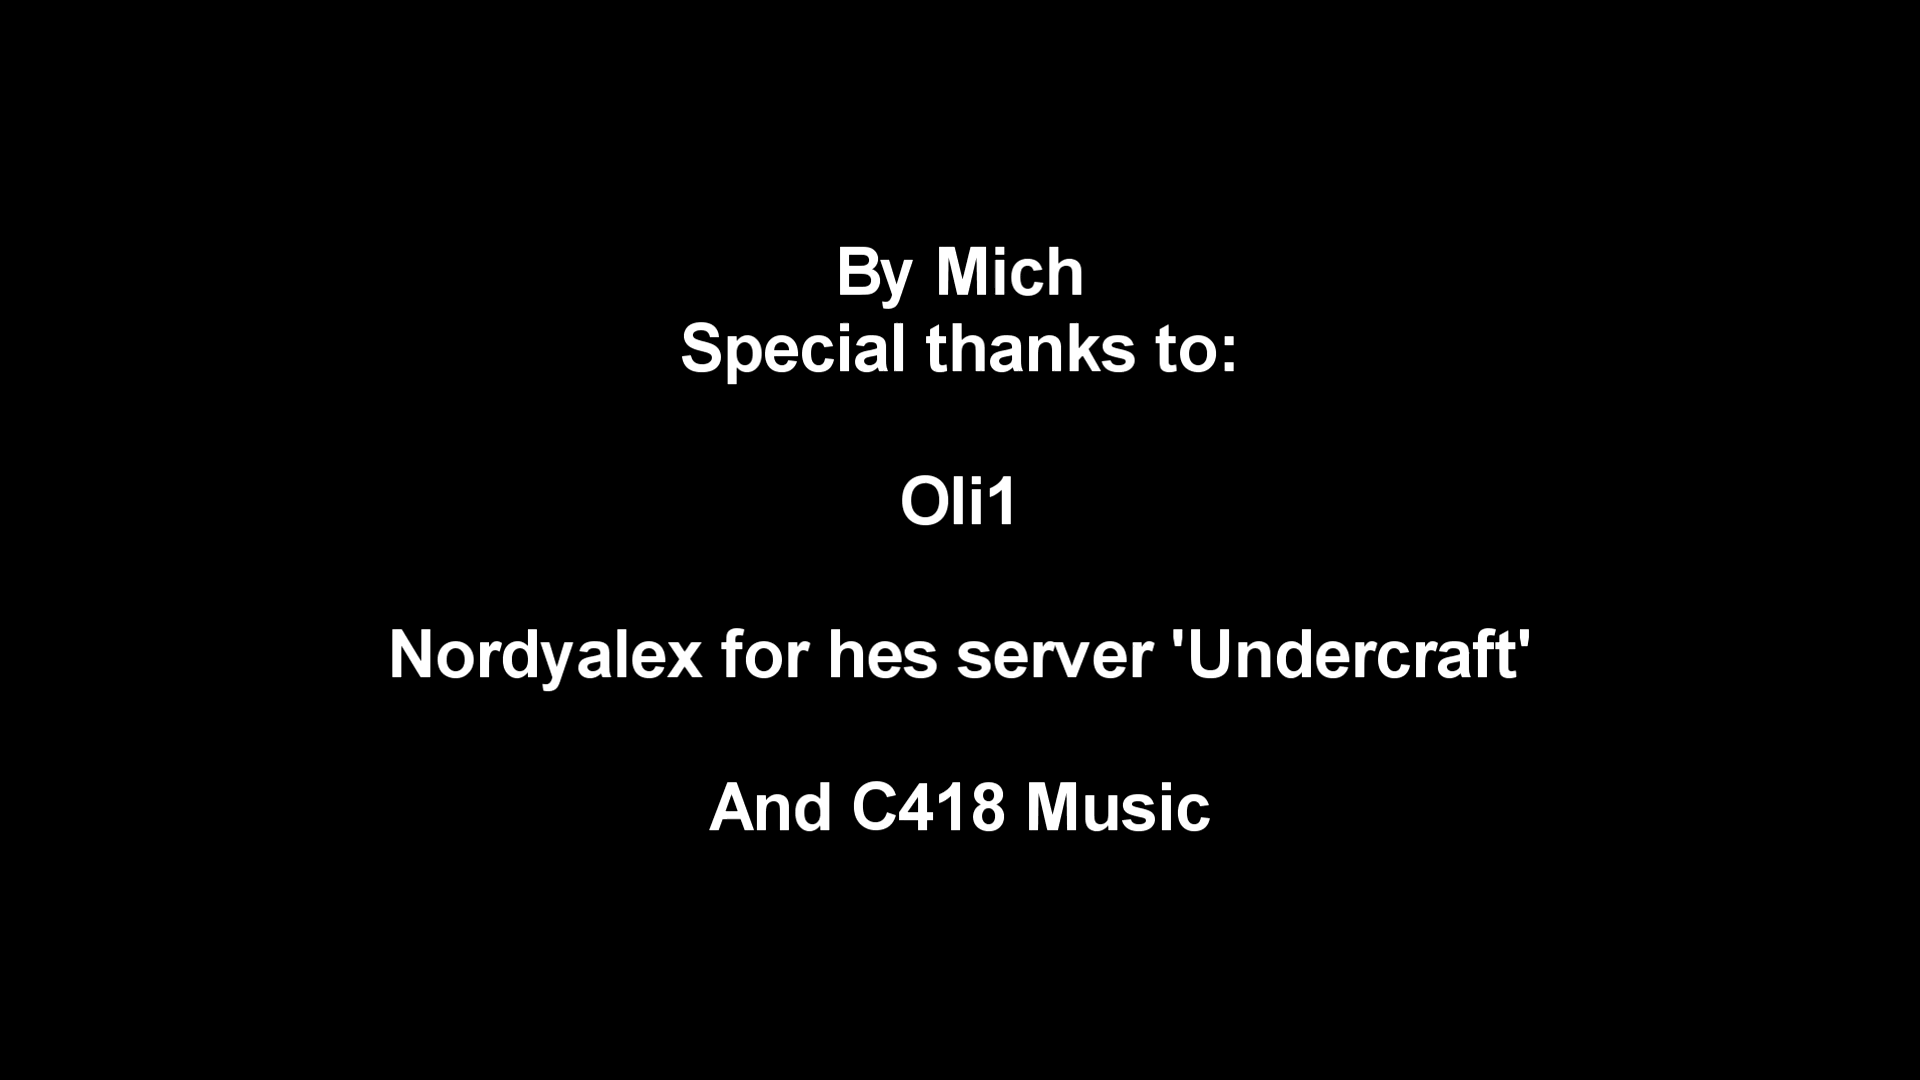 By Mich
Special thanks to:
Oli1
Nordyalex for hes server 'Undercraft'
And C418 Music